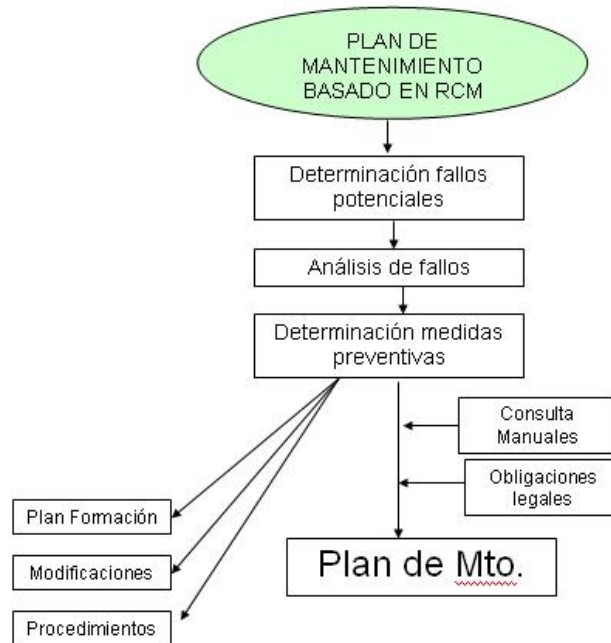 PLAN DE
MANTENIMIENTO
BASADO EN RCM
Determinación fallos
potenciales
Análisis de fallos
Determinación medidas
preventivas
Consulta
Manuales
Obligaciones
legales
Plan Formación
Modificaciones
Procedimientos
Plan de Mto.